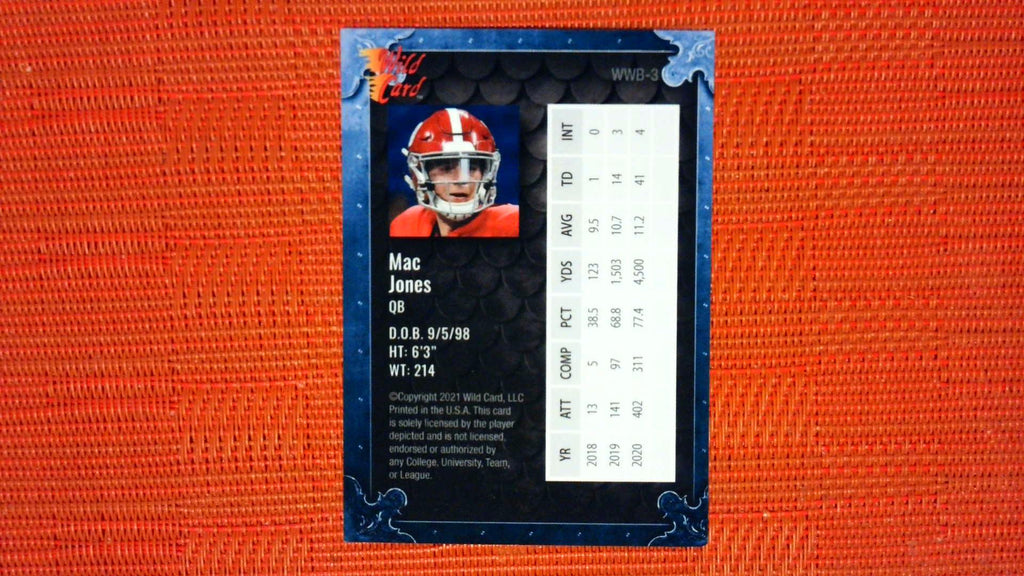 Wild
Card
WWB-3
Mac
Jones
QB
D.O.B. 9/5/98
HT: 6'3"
WT: 214
©Copyright 2021 Wild Card, LLC
Printed in the U.S.A. This card
is solely licensed by the player
depicted and is not licensed,
endorsed or authorized by
any College, University, Team,
or League.
YR ATT COMP PCT YDS AVG TD INT
2018 13 5 38.5 123 9.5 1 0
2019 141 97 68.8 1,503 10.7 14 3
2020 402 311 77.4 4,500 11.2 41 4